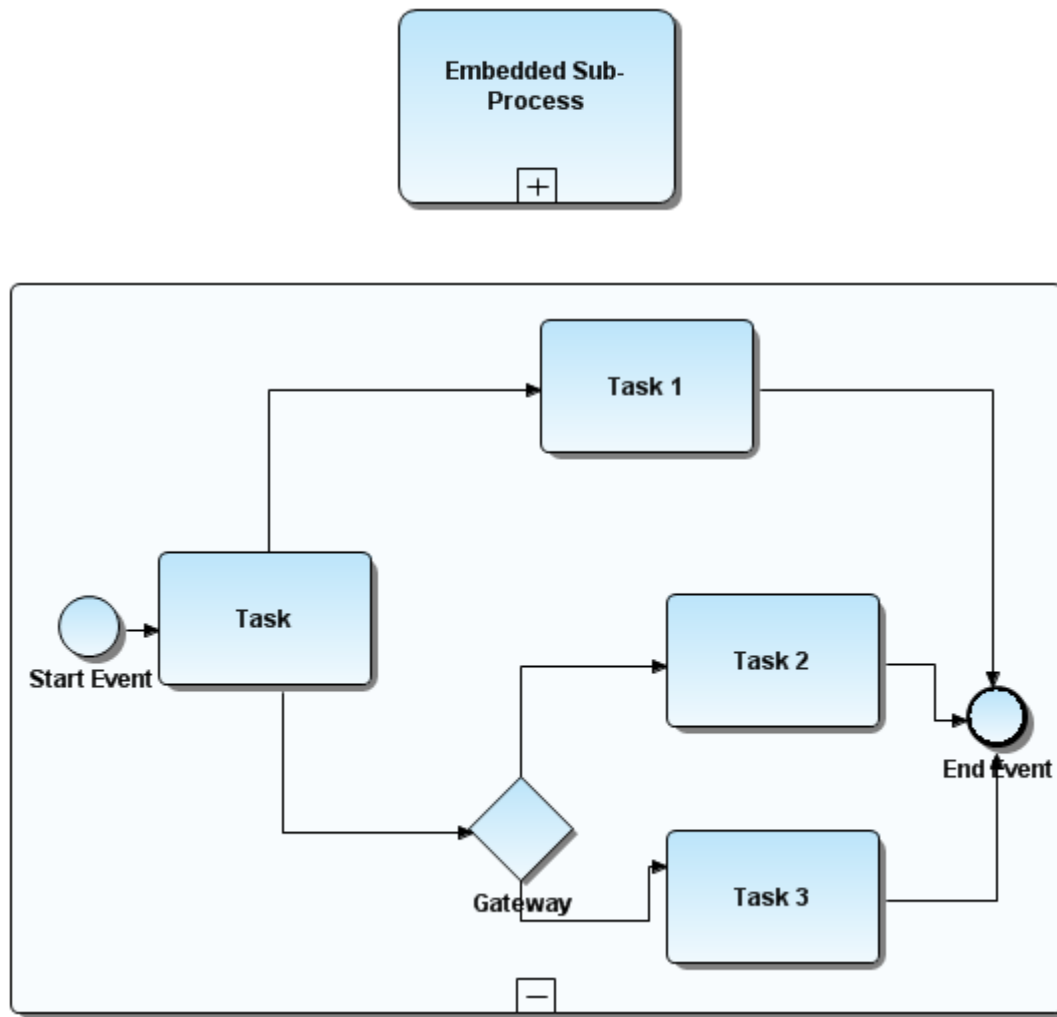 Embedded Sub-
Process
Task 1
Task
Start Event
Task 2
End Event
Gateway
Task 3